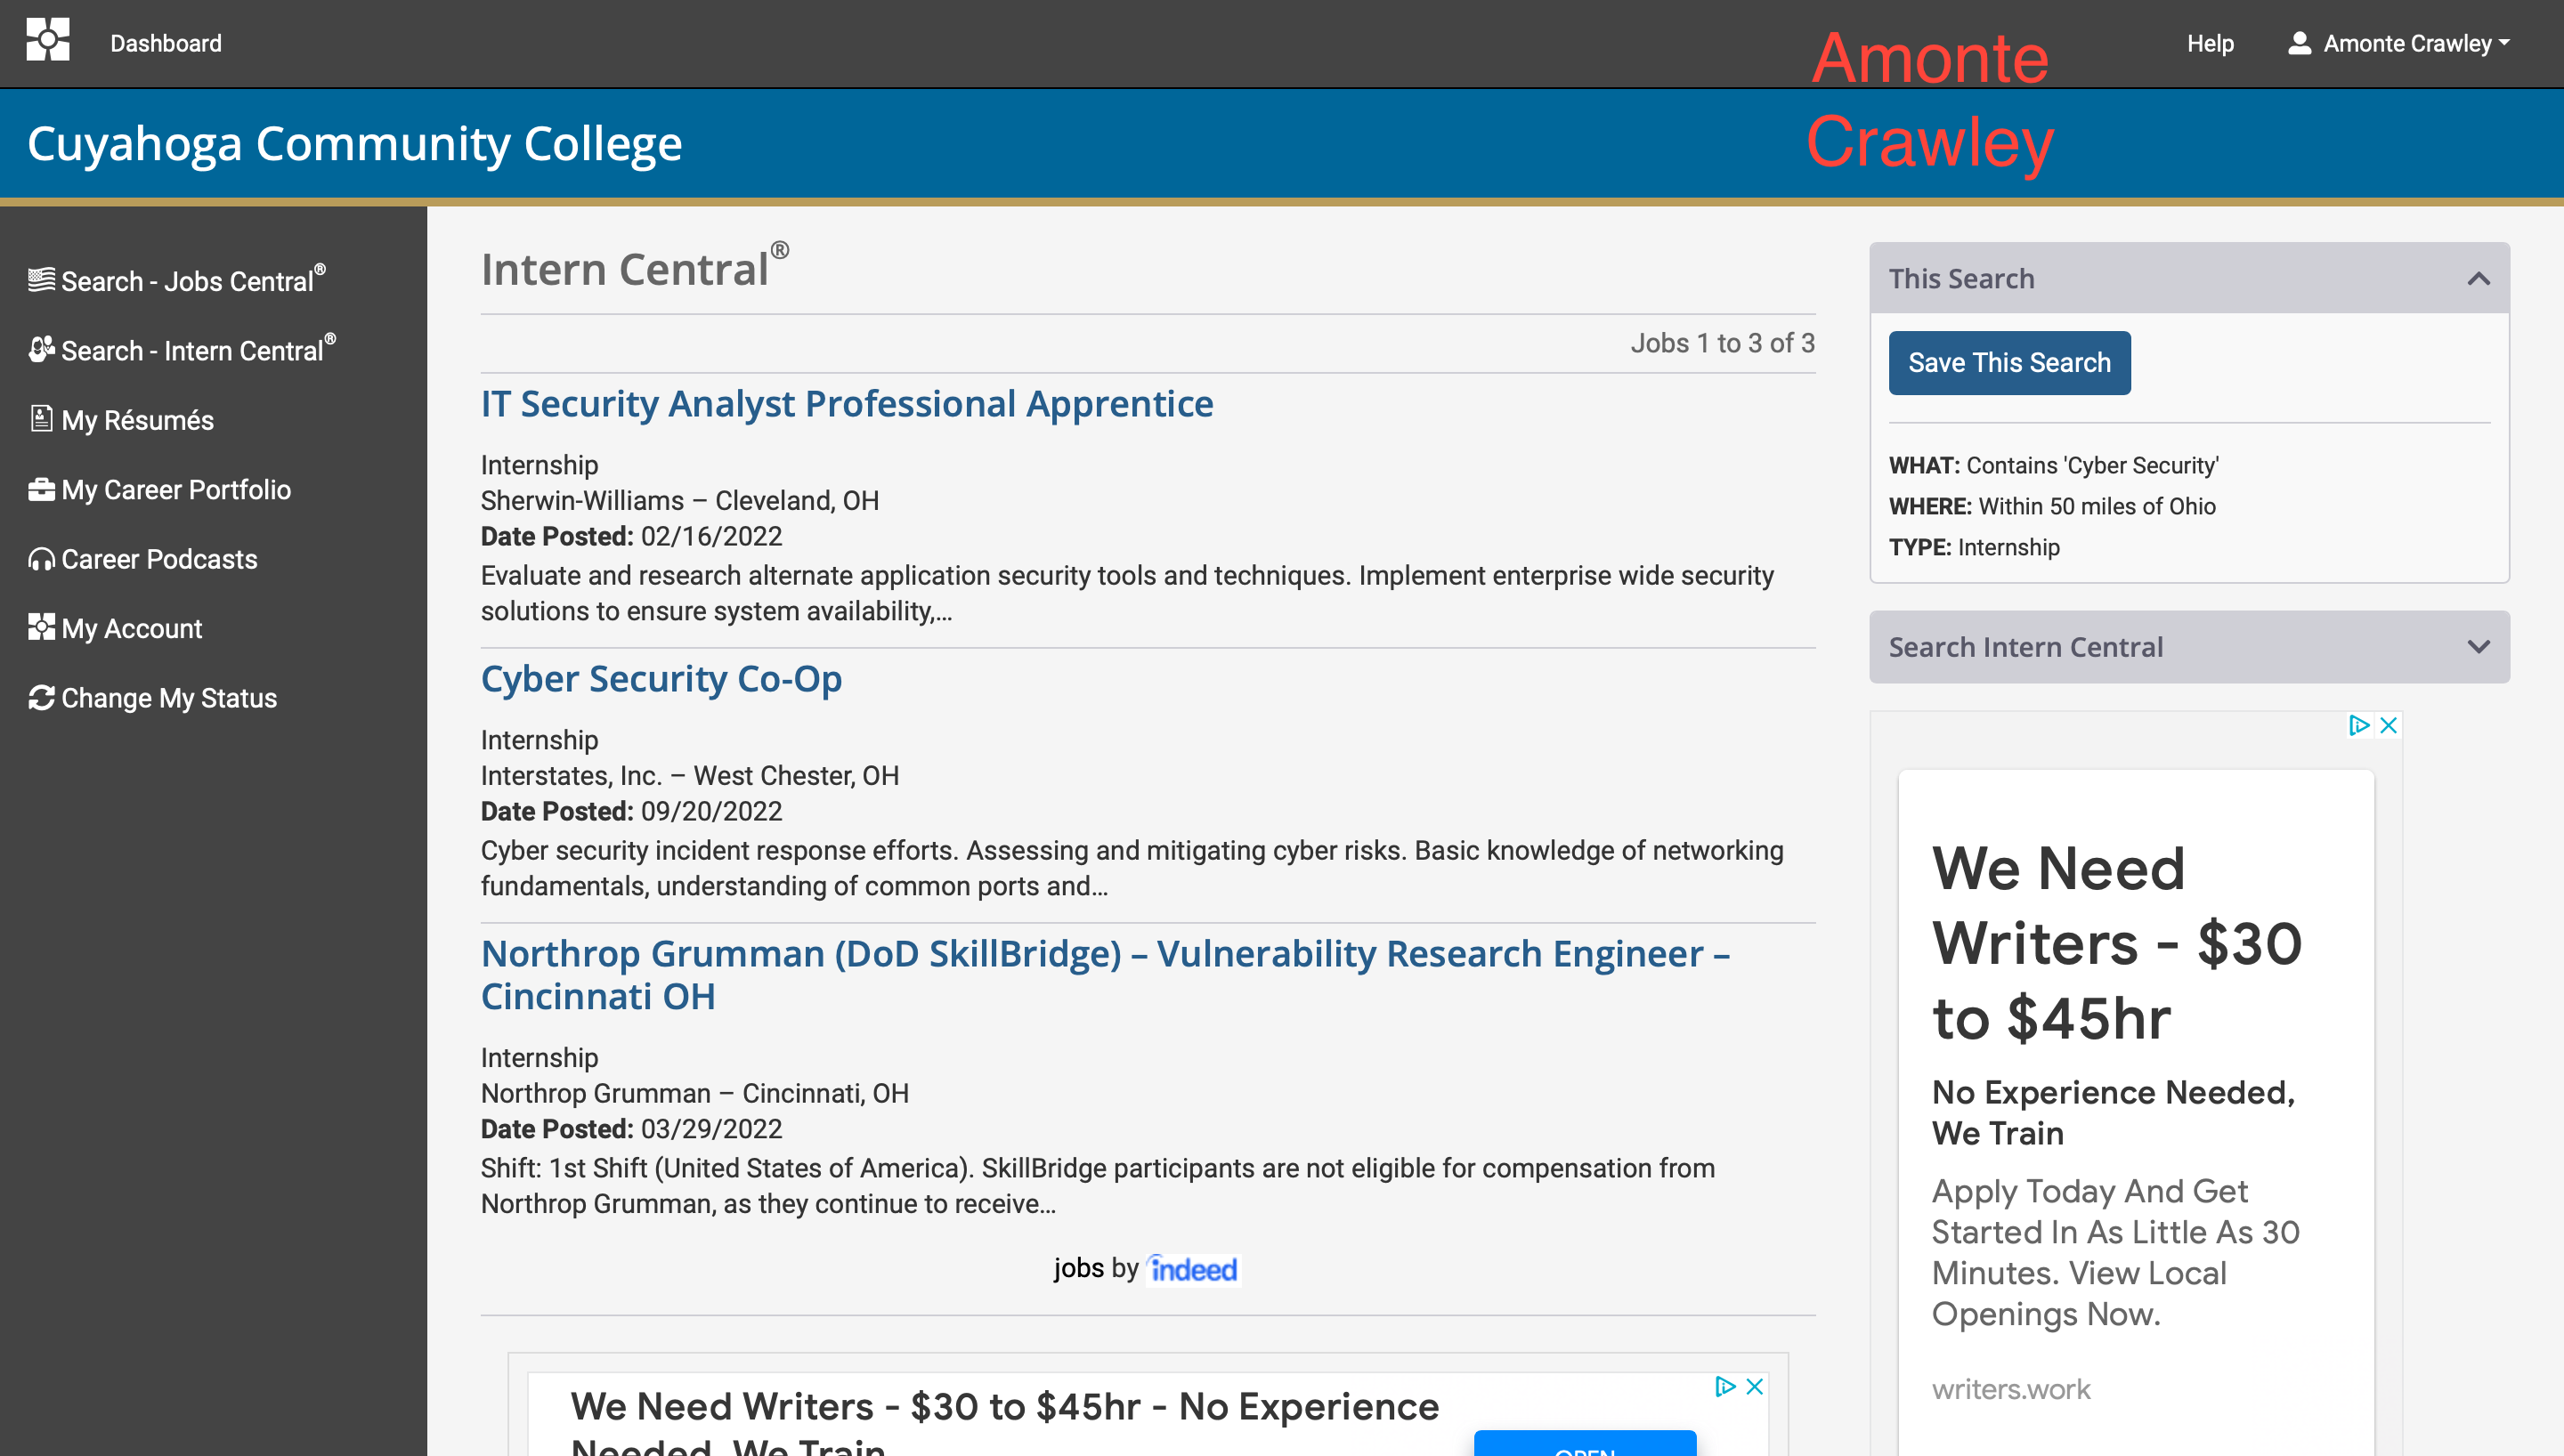 Dashboard
Help
Amonte Crawley
Amonte
Crawley
Cuyahoga Community College
Search - Jobs Central®
Search - Intern Central®
My Résumés
My Career Portfolio
Career Podcasts
My Account
Change My Status
Intern Central®
Jobs 1 to 3 of 3
IT Security Analyst Professional Apprentice
Internship
Sherwin-Williams – Cleveland, OH
Date Posted: 02/16/2022
Evaluate and research alternate application security tools and techniques. Implement enterprise wide security
solutions to ensure system availability,...
Cyber Security Co-Op
Internship
Interstates, Inc. – West Chester, OH
Date Posted: 09/20/2022
Cyber security incident response efforts. Assessing and mitigating cyber risks. Basic knowledge of networking
fundamentals, understanding of common ports and...
Northrop Grumman (DoD SkillBridge) – Vulnerability Research Engineer –
Cincinnati OH
Internship
Northrop Grumman – Cincinnati, OH
Date Posted: 03/29/2022
Shift: 1st Shift (United States of America). SkillBridge participants are not eligible for compensation from
Northrop Grumman, as they continue to receive...
jobs by indeed
We Need Writers - $30 to $45hr - No Experience
Needed, We Train
OPEN
This Search
Save This Search
WHAT: Contains 'Cyber Security'
WHERE: Within 50 miles of Ohio
TYPE: Internship
Search Intern Central
We Need
Writers - $30
to $45hr
No Experience Needed,
We Train
Apply Today And Get
Started In As Little As 30
Minutes. View Local
Openings Now.
writers.work